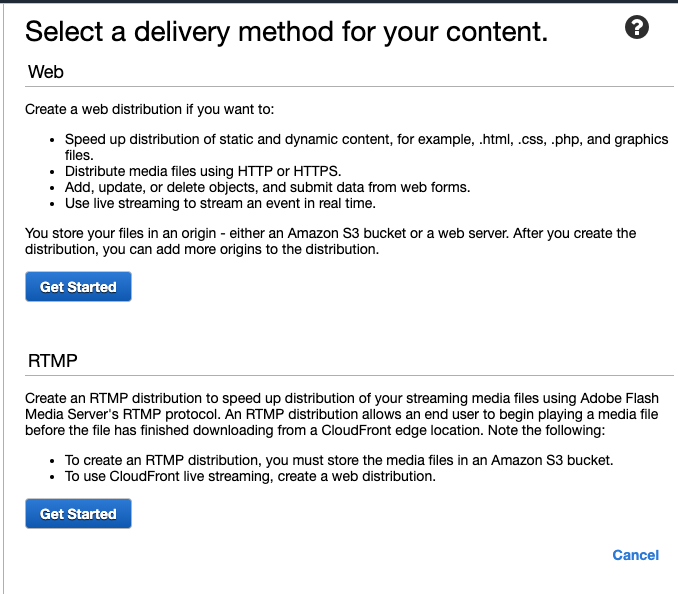 Select a delivery method for your content.
?
Web
Create a web distribution if you want to:
• Speed up distribution of static and dynamic content, for example, .html, .css, .php, and graphics
files.
• Distribute media files using HTTP or HTTPS.
• Add, update, or delete objects, and submit data from web forms.
• Use live streaming to stream an event in real time.
You store your files in an origin - either an Amazon S3 bucket or a web server. After you create the
distribution, you can add more origins to the distribution.
Get Started
RTMP
Create an RTMP distribution to speed up distribution of your streaming media files using Adobe Flash
Media Server's RTMP protocol. An RTMP distribution allows an end user to begin playing a media file
before the file has finished downloading from a CloudFront edge location. Note the following:
• To create an RTMP distribution, you must store the media files in an Amazon S3 bucket.
• To use CloudFront live streaming, create a web distribution.
Get Started
Cancel